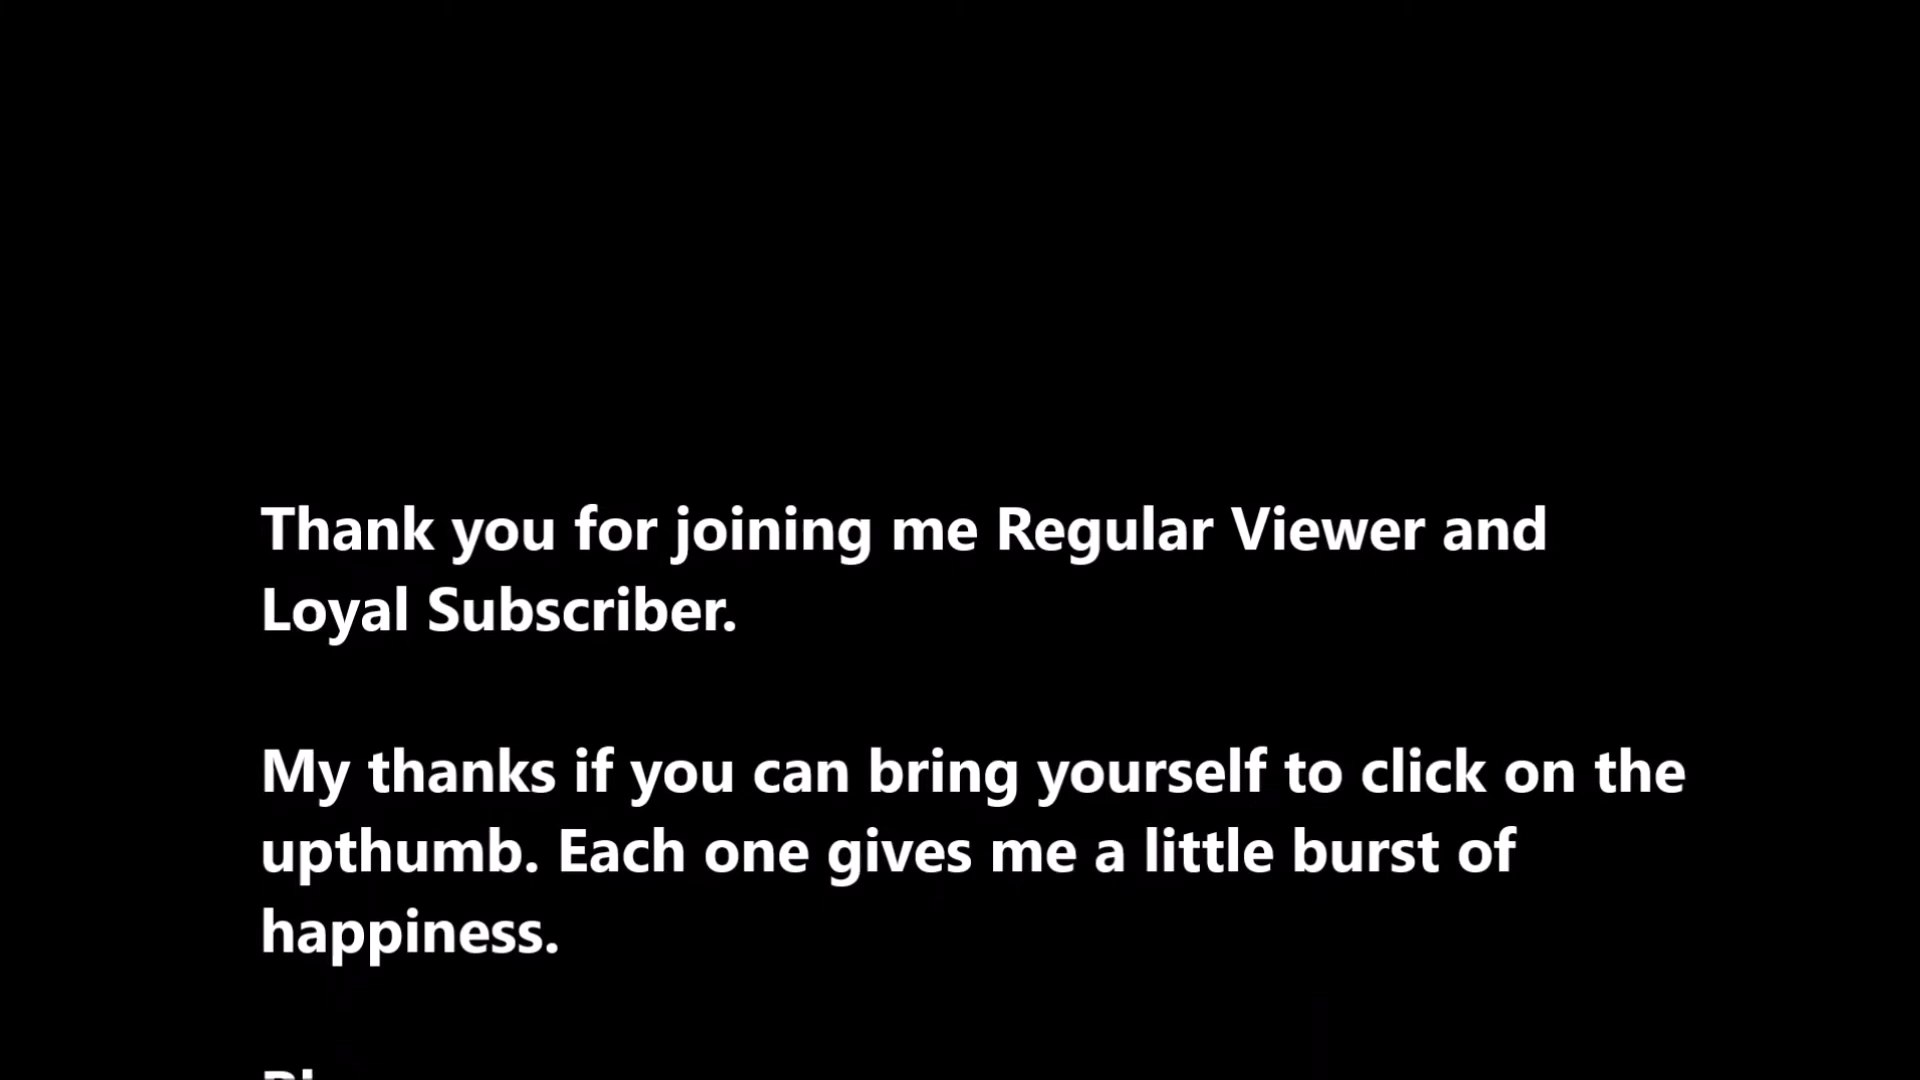 Thank you for joining me Regular Viewer and
Loyal Subscriber.
My thanks if you can bring yourself to click on the
upthumb. Each one gives me a little burst of
happiness.